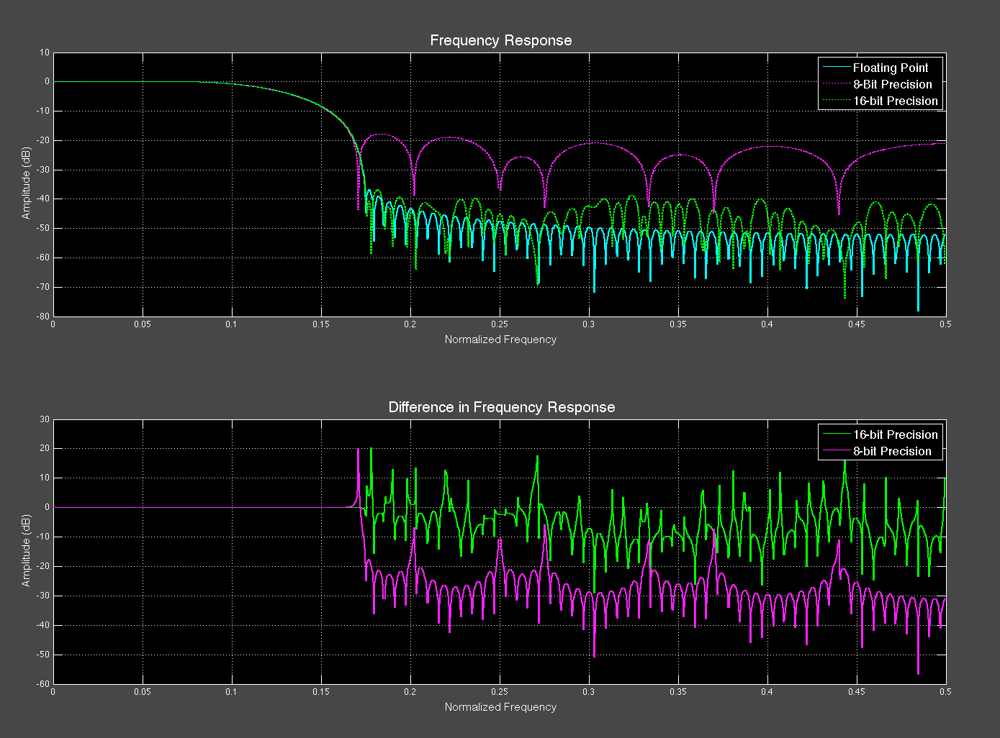 Frequency Response
10
0
-10
-20
-30
-40
-50
-60
-70
-80
Amplitude (dB)
Floating Point
8-Bit Precision
16-bit Precision
0 0.05 0.1 0.15 0.2 0.25 0.3 0.35 0.4 0.45 0.5
Normalized Frequency
Difference in Frequency Response
30
20
10
0
-10
-20
-30
-40
-50
-60
Amplitude (dB)
16-bit Precision
8-bit Precision
0 0.05 0.1 0.15 0.2 0.25 0.3 0.35 0.4 0.45 0.5
Normalized Frequency